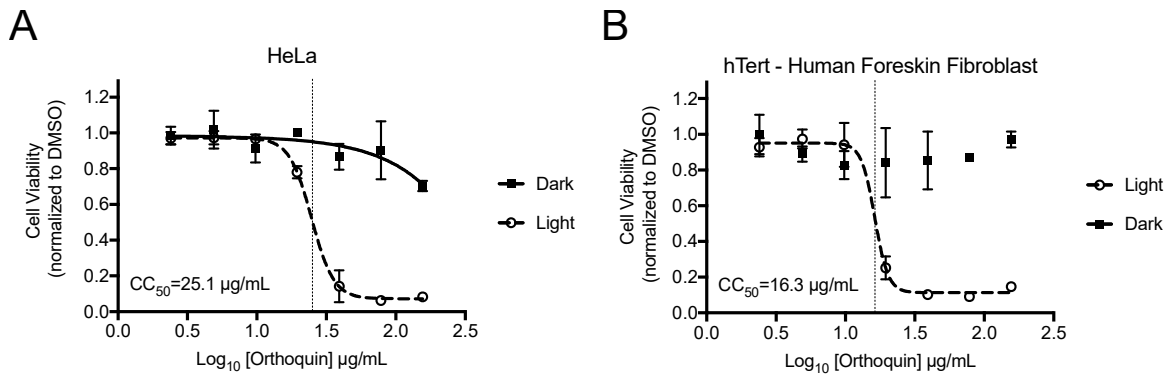 A
HeLa
Cell Viability
(normalized to DMSO)
1.2
1.0
0.8
0.6
0.4
0.2
0.0
CC50=25.1 µg/mL
0.0 0.5 1.0 1.5 2.0 2.5
Log10 [Orthoquin] µg/mL
Dark
Light
B
hTert - Human Foreskin Fibroblast
Cell Viability
(normalized to DMSO)
1.2
1.0
0.8
0.6
0.4
0.2
0.0
CC50=16.3 µg/mL
0.0 0.5 1.0 1.5 2.0 2.5
Log10 [Orthoquin] µg/mL
Light
Dark